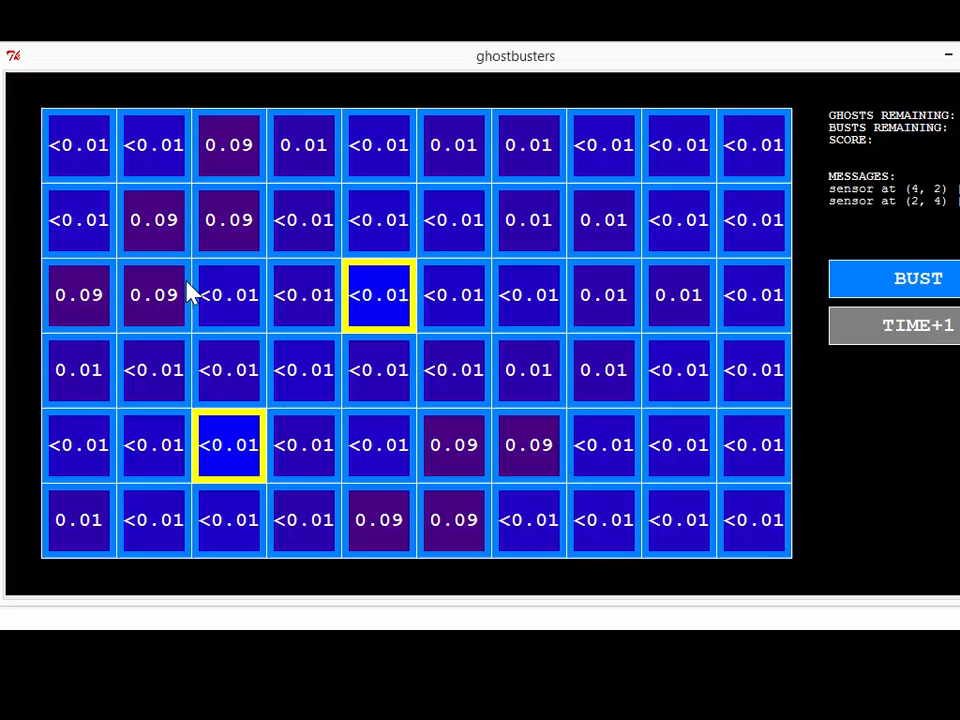 7% ghostbusters
<0.01 <0.01 0.09 0.01 <0.01 0.01 0.01 <0.01 <0.01 <0.01
<0.01 0.09 0.09 <0.01 <0.01 <0.01 0.01 0.01 <0.01 <0.01
0.09 0.09 <0.01 <0.01 <0.01 <0.01 <0.01 0.01 0.01 <0.01
0.01 <0.01 <0.01 <0.01 <0.01 <0.01 0.01 0.01 <0.01 <0.01
<0.01 <0.01 <0.01 <0.01 <0.01 0.09 0.09 <0.01 <0.01 <0.01
0.01 <0.01 <0.01 <0.01 0.09 0.09 <0.01 <0.01 <0.01 <0.01
GHOSTS REMAINING:
BUSTS REMAINING:
SCORE:
MESSAGES:
sensor at (4, 2) |
sensor at (2, 4) |
BUST
TIME+1